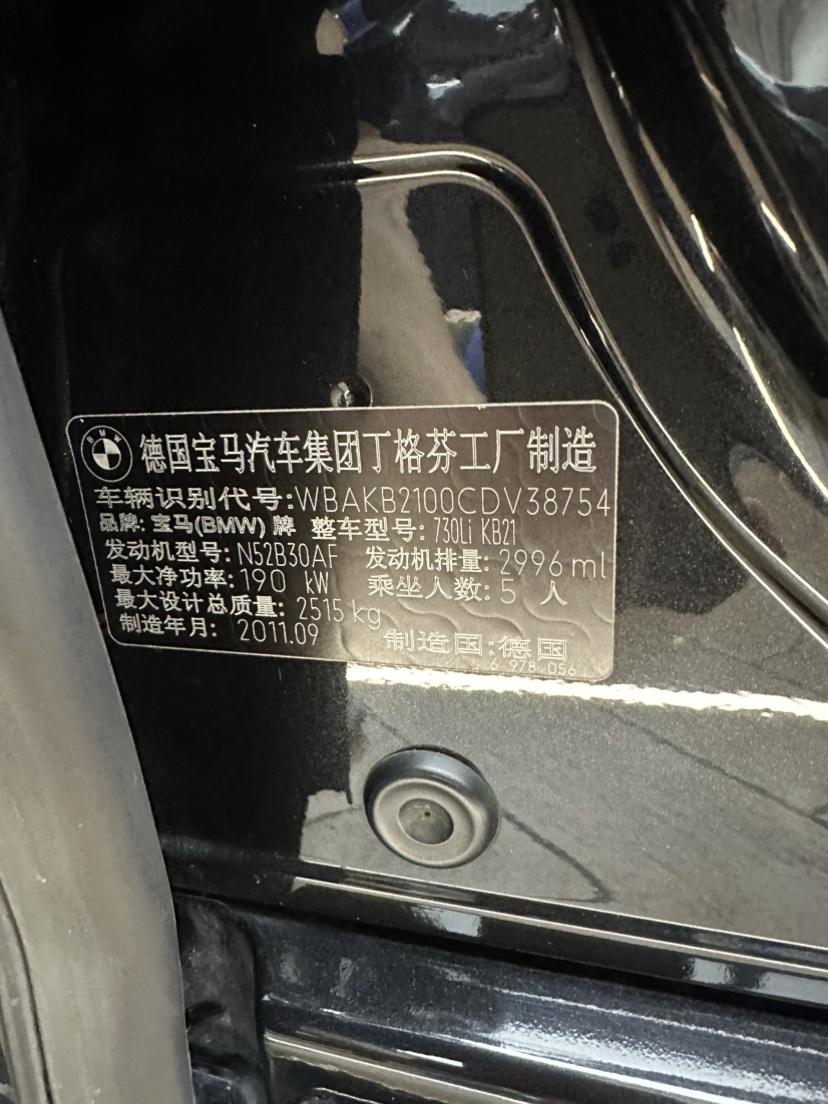 BMW
德国宝马汽车集团丁格芬工厂制造
车辆识别代号:WBAKB2100CDV38754
品牌: 宝马(BMW) 牌 整车型号: 730Li KB21
发动机型号: N52B30AF 发动机排量: 2996 ml
最大净功率: 190 kW 乘坐人数: 5 人
最大设计总质量: 2515 kg
制造年月: 2011.09 制造国: 德国
6 978 056